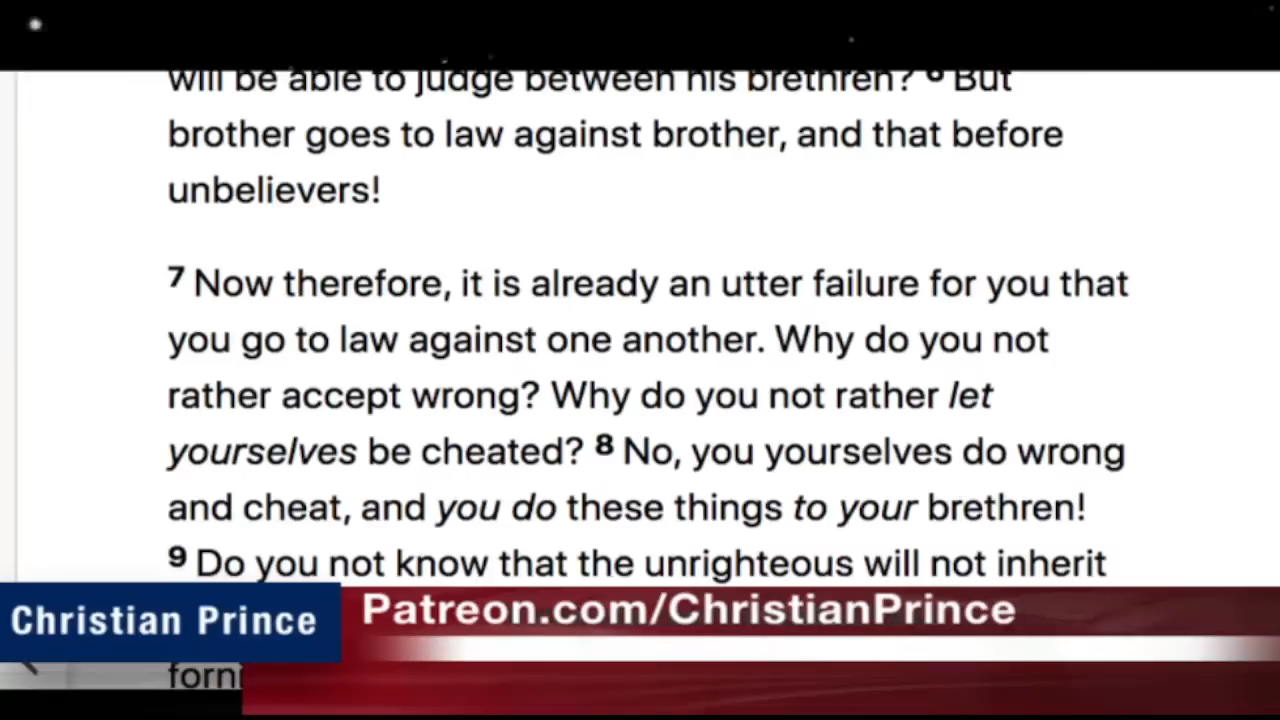 will be able to judge between his brethren? 6 But
brother goes to law against brother, and that before
unbelievers!
7 Now therefore, it is already an utter failure for you that
you go to law against one another. Why do you not
rather accept wrong? Why do you not rather let
yourselves be cheated? 8 No, you yourselves do wrong
and cheat, and you do these things to your brethren!
9 Do you not know that the unrighteous will not inherit
Christian Prince
Patreon.com/ChristianPrince